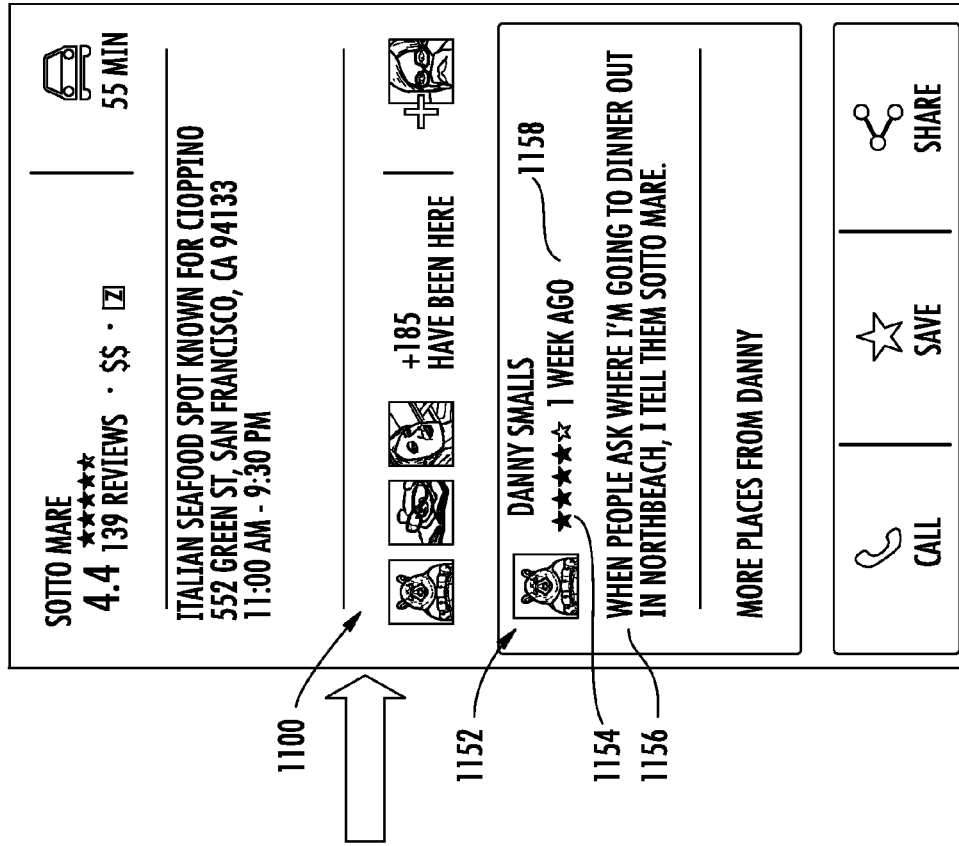 SOTTO MARE
4.4 ★★★★★
139 REVIEWS · $$ · Z
55 MIN
ITALIAN SEAFOOD SPOT KNOWN FOR CIOPPINO
552 GREEN ST, SAN FRANCISCO, CA 94133
11:00 AM - 9:30 PM
1100
+185
HAVE BEEN HERE
1152
DANNY SMALLS
★★★★☆ 1 WEEK AGO
1158
1154
WHEN PEOPLE ASK WHERE I'M GOING TO DINNER OUT
IN NORTHBEACH, I TELL THEM SOTTO MARE.
1156
MORE PLACES FROM DANNY
CALL
SAVE
SHARE